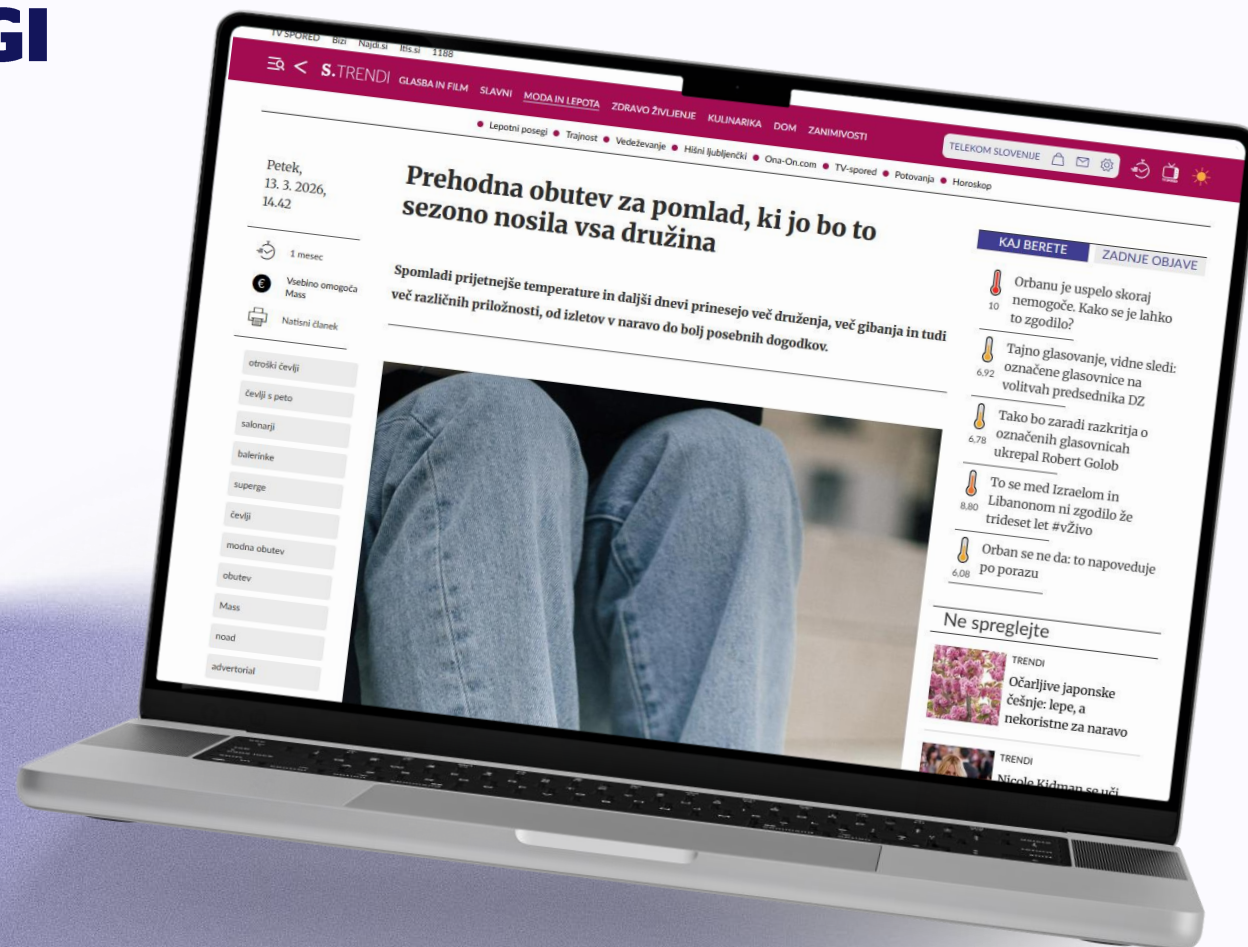 GI
TV SPORED Bizi Najdi.si Itis.si 1188
S.TRENDI GLASBA IN FILM SLAVNI MODA IN LEPOTA ZDRAVO ŽIVLJENJE KULINARIKA DOM ZANIMIVOSTI
TELEKOM SLOVENIJE
Lepotni posegi • Trajnost • Vedeževanje • Hišni ljubljenčki • Ona-On.com • TV-spored • Potovanja • Horoskop
Petek,
13. 3. 2026,
14.42
1 mesec
€ Vsebino omogoča
Mass
Natisni članek
otroški čevlji
čevlji s peto
salonarji
balerinke
superge
čevlji
modna obutev
obutev
Mass
noad
advertorial
Prehodna obutev za pomlad, ki jo bo to
sezono nosila vsa družina
Spomladi prijetnejše temperature in daljši dnevi prinesejo več druženja, več gibanja in tudi
več različnih priložnosti, od izletov v naravo do bolj posebnih dogodkov.
KAJ BERETE ZADNJE OBJAVE
10
Orbanu je uspelo skoraj
nemogoče. Kako se je lahko
to zgodilo?
6,92
Tajno glasovanje, vidne sledi:
označene glasovnice na
volitvah predsednika DZ
6,78
Tako bo zaradi razkritja o
označenih glasovnicah
ukrepal Robert Golob
8,80
To se med Izraelom in
Libanonom ni zgodilo že
trideset let #vŽivo
6,08
Orban se ne da: to napoveduje
po porazu
Ne spreglejte
TRENDI
Očarljive japonske
češnje: lepe, a
nekoristne za naravo
TRENDI
Nicole Kidman se uči